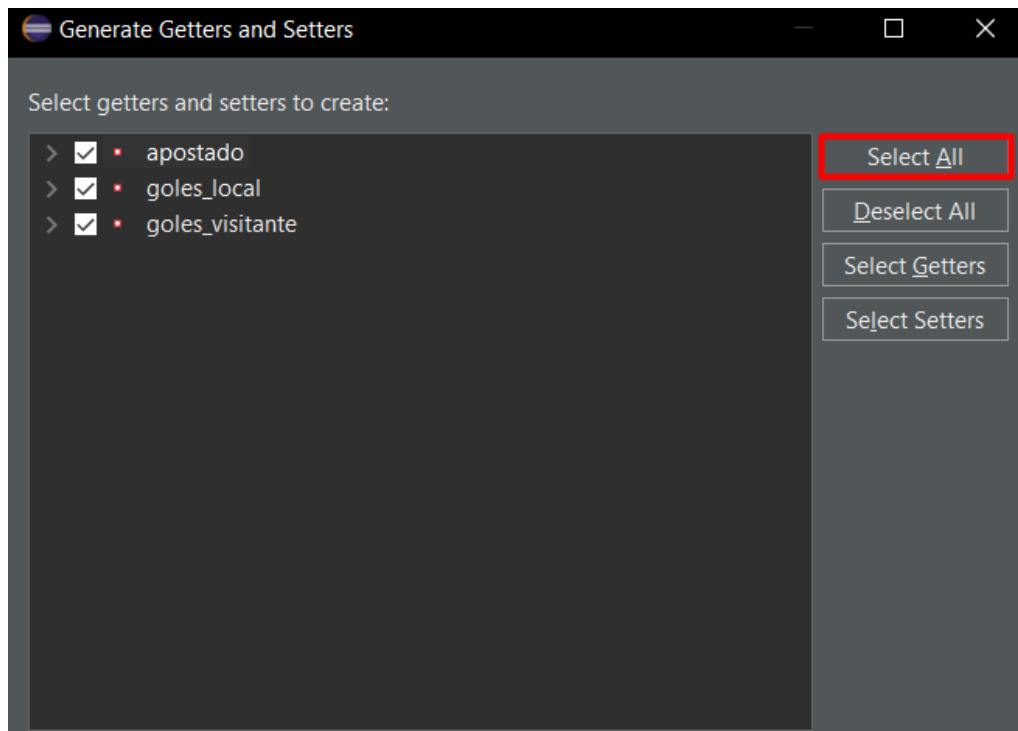 Generate Getters and Setters
Select getters and setters to create:
apostado
goles_local
goles_visitante
Select All
Deselect All
Select Getters
Select Setters